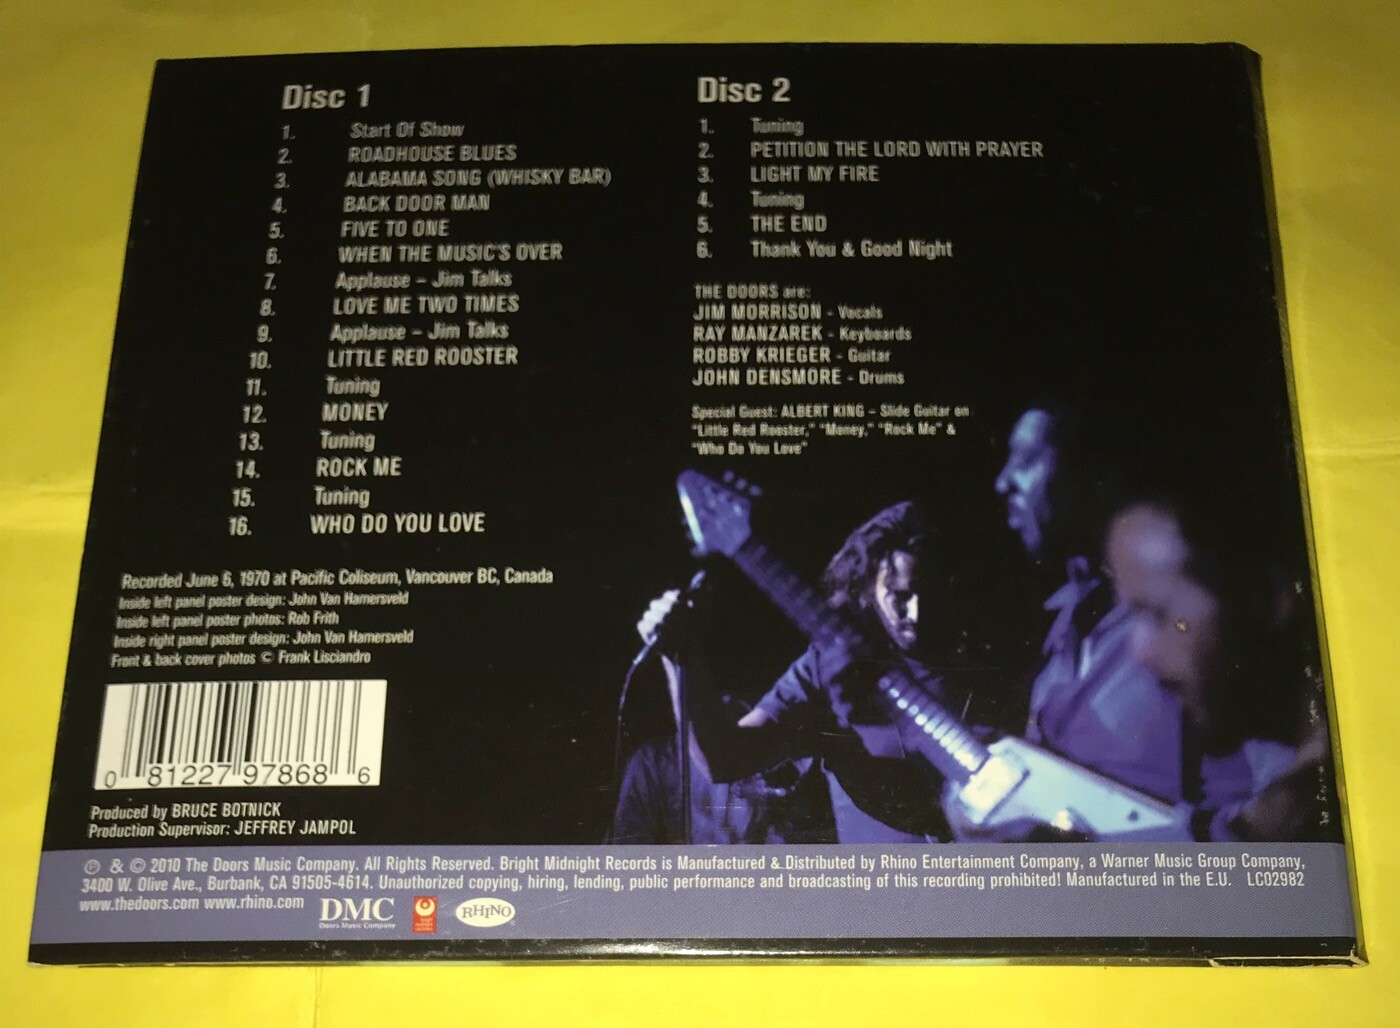 Disc 1
1. Start Of Show
2. ROADHOUSE BLUES
3. ALABAMA SONG (WHISKY BAR)
4. BACK DOOR MAN
5. FIVE TO ONE
6. WHEN THE MUSIC'S OVER
7. Applause – Jim Talks
8. LOVE ME TWO TIMES
9. Applause – Jim Talks
10. LITTLE RED ROOSTER
11. Tuning
12. MONEY
13. Tuning
14. ROCK ME
15. Tuning
16. WHO DO YOU LOVE
Disc 2
1. Tuning
2. PETITION THE LORD WITH PRAYER
3. LIGHT MY FIRE
4. Tuning
5. THE END
6. Thank You & Good Night
THE DOORS are:
JIM MORRISON - Vocals
RAY MANZAREK - Keyboards
ROBBY KRIEGER - Guitar
JOHN DENSMORE - Drums
Special Guest: ALBERT KING – Slide Guitar on
"Little Red Rooster," "Money," "Rock Me" &
"Who Do You Love"
Recorded June 6, 1970 at Pacific Coliseum, Vancouver BC, Canada
Inside left panel poster design: John Van Hamersveld
Inside left panel poster photos: Rob Frith
Inside right panel poster design: John Van Hamersveld
Front & back cover photos © Frank Lisciandro
0 81227 97868 6
Produced by BRUCE BOTNICK
Production Supervisor: JEFFREY JAMPOL
℗ & © 2010 The Doors Music Company. All Rights Reserved. Bright Midnight Records is Manufactured & Distributed by Rhino Entertainment Company, a Warner Music Group Company,
3400 W. Olive Ave., Burbank, CA 91505-4614. Unauthorized copying, hiring, lending, public performance and broadcasting of this recording prohibited! Manufactured in the E.U. LC02982
www.thedoors.com www.rhino.com
DMC
Doors Music Company
RHINO